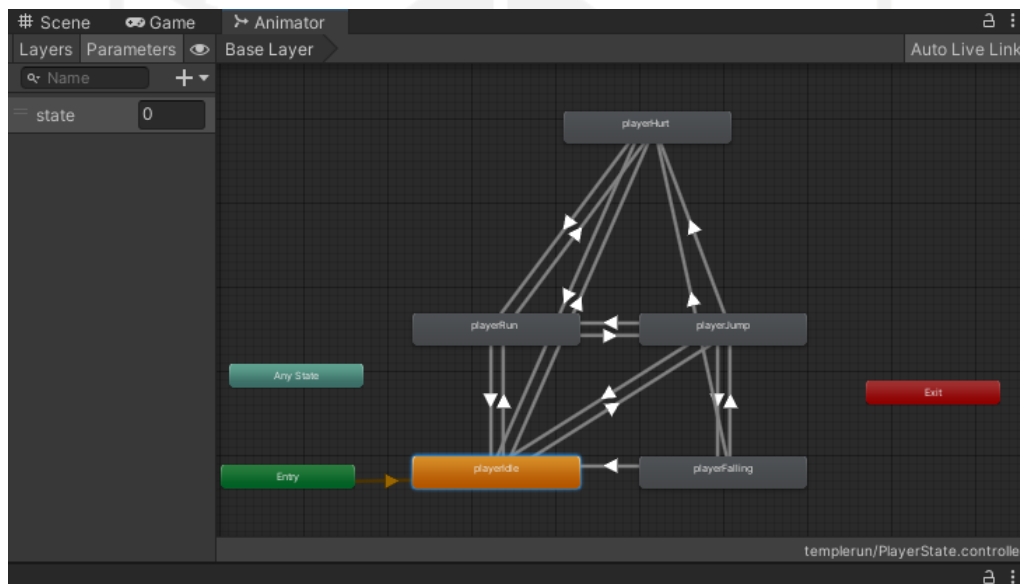 Scene Game Animator
Layers Parameters Base Layer Auto Live Link
Name
state 0
playerHurt
playerRun playerJump
Any State
Exit
Entry playerIdle playerFalling
templerun/PlayerState.controlle